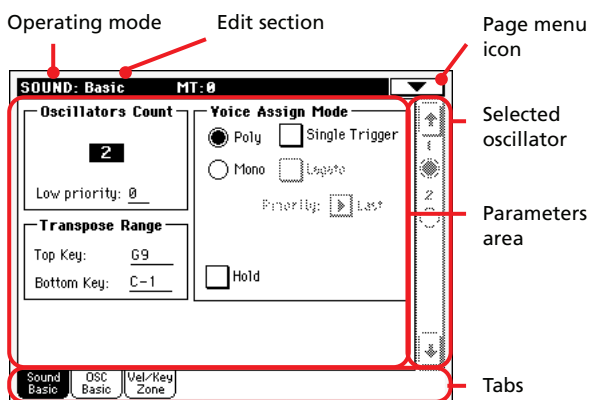 Operating mode
Edit section
Page menu
icon
SOUND: Basic MT:0
Oscillators Count
2
Low priority: 0
Transpose Range
Top Key: G9
Bottom Key: C-1
Voice Assign Mode
Poly Single Trigger
Mono Legato
Priority: Last
Hold
1
2
Selected
oscillator
Parameters
area
Sound
Basic
OSC
Basic
Vel/Key
Zone
Tabs